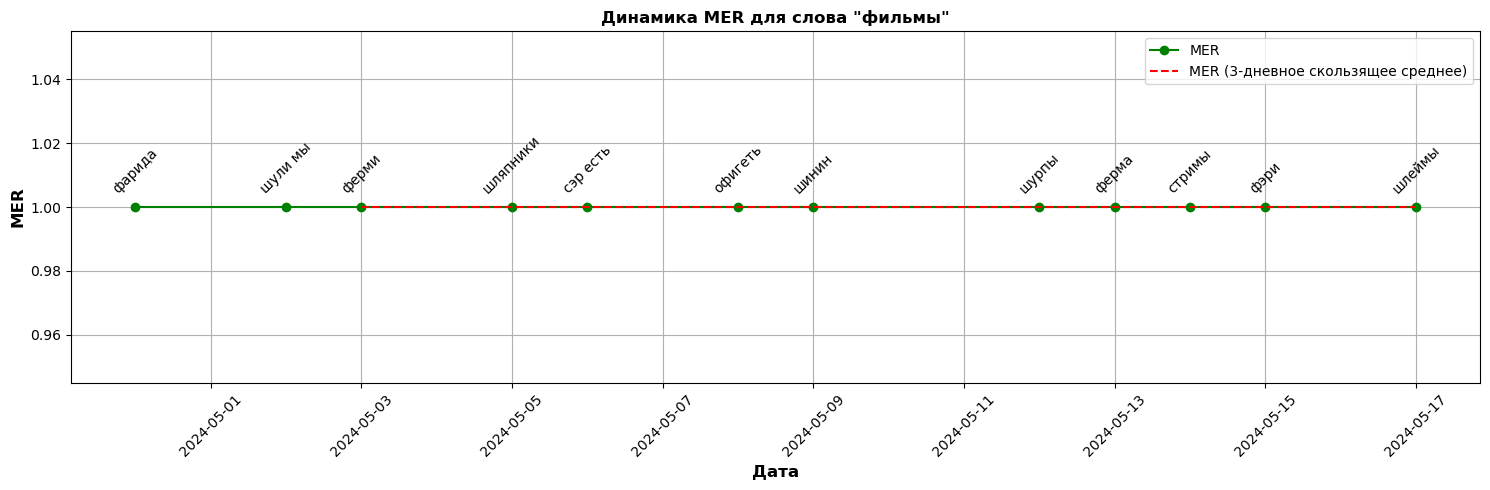 Динамика MER для слова "фильмы"
MER
MER (3-дневное скользящее среднее)
1.04
1.02
1.00
0.98
0.96
MER
фарида
шули мы
ферми
шляпники
сэр есть
офигеть
шинин
шурпы
ферма
стримы
фэри
шлеймы
2024-05-01
2024-05-03
2024-05-05
2024-05-07
2024-05-09
2024-05-11
2024-05-13
2024-05-15
2024-05-17
Дата